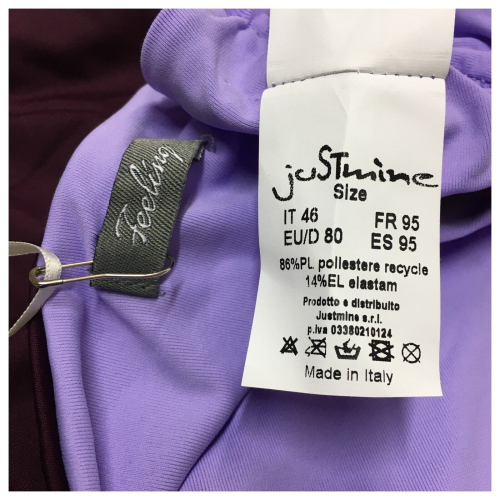 Feeling
juSTmine
Size
IT 46 FR 95
EU/D 80 ES 95
86%PL poliestere recycle
14%EL elastam
Prodotto e distribuito
Justmine s.r.l.
p.iva 03380210124
Made in Italy